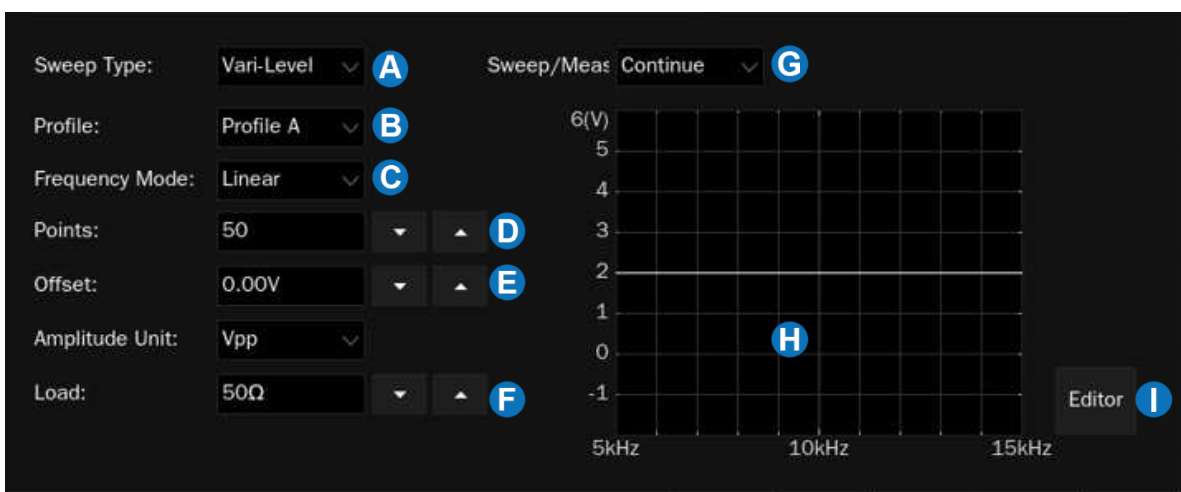 Sweep Type: Vari-Level A Sweep/Meas Continue G
Profile: Profile A B
Frequency Mode: Linear C
Points: 50 D
Offset: 0.00V E
Amplitude Unit: Vpp
Load: 50Ω F
6(V)
5
4
3
2
1
0
-1
H
5kHz 10kHz 15kHz
Editor I